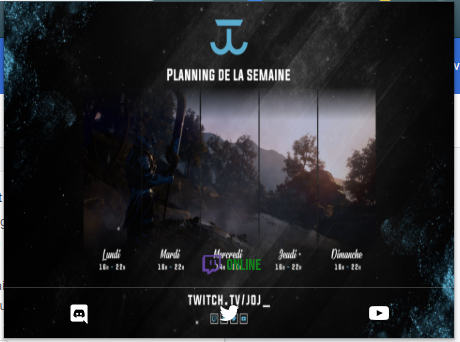 PLANNING DE LA SEMAINE
Lundi Mardi Mercredi Jeudi Dimanche
16H - 22H 16H - 22H 16H - 22H 16H - 22H
ONLINE
TWITCH.TV/JOJ_